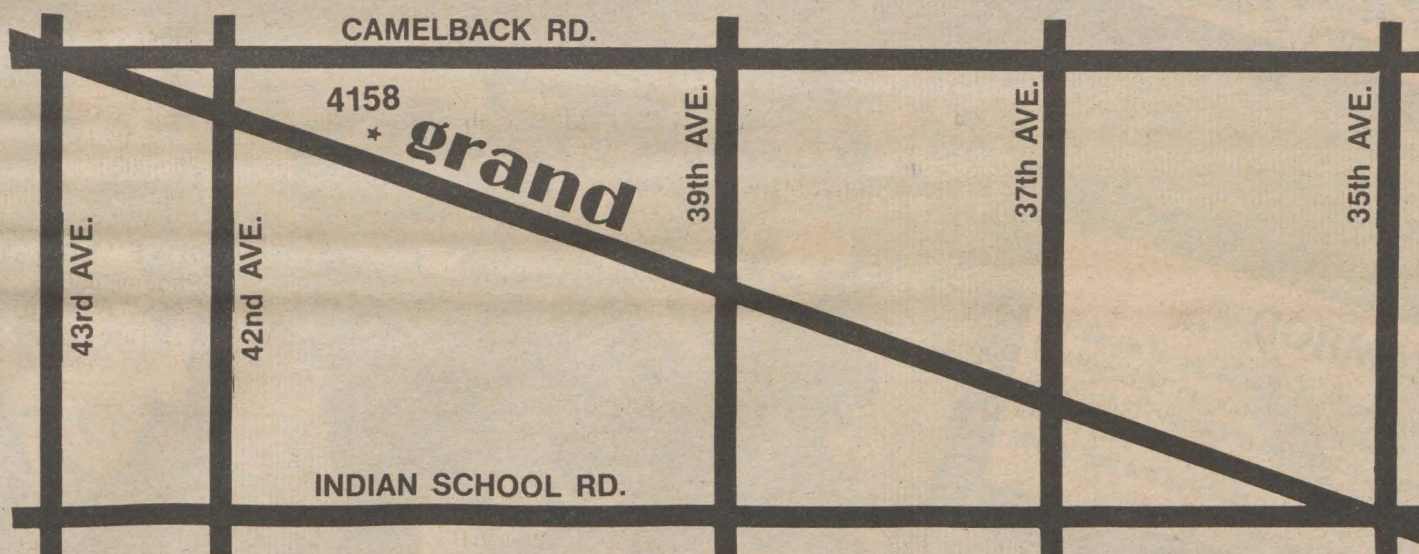 CAMELBACK RD.
4158
grand
39th AVE.
37th AVE.
35th AVE.
43rd AVE.
42nd AVE.
INDIAN SCHOOL RD.